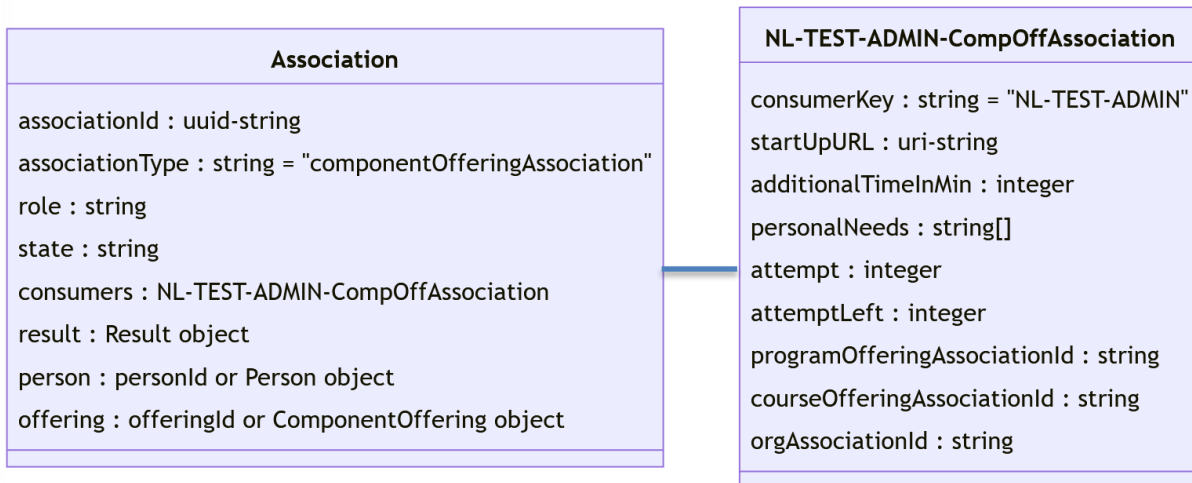 Association
associationId : uuid-string
associationType : string = "componentOfferingAssociation"
role : string
state : string
consumers : NL-TEST-ADMIN-CompOffAssociation
result : Result object
person : personId or Person object
offering : offeringId or ComponentOffering object
NL-TEST-ADMIN-CompOffAssociation
consumerKey : string = "NL-TEST-ADMIN"
startUpURL : uri-string
additionalTimeInMin : integer
personalNeeds : string[]
attempt : integer
attemptLeft : integer
programOfferingAssociationId : string
courseOfferingAssociationId : string
orgAssociationId : string